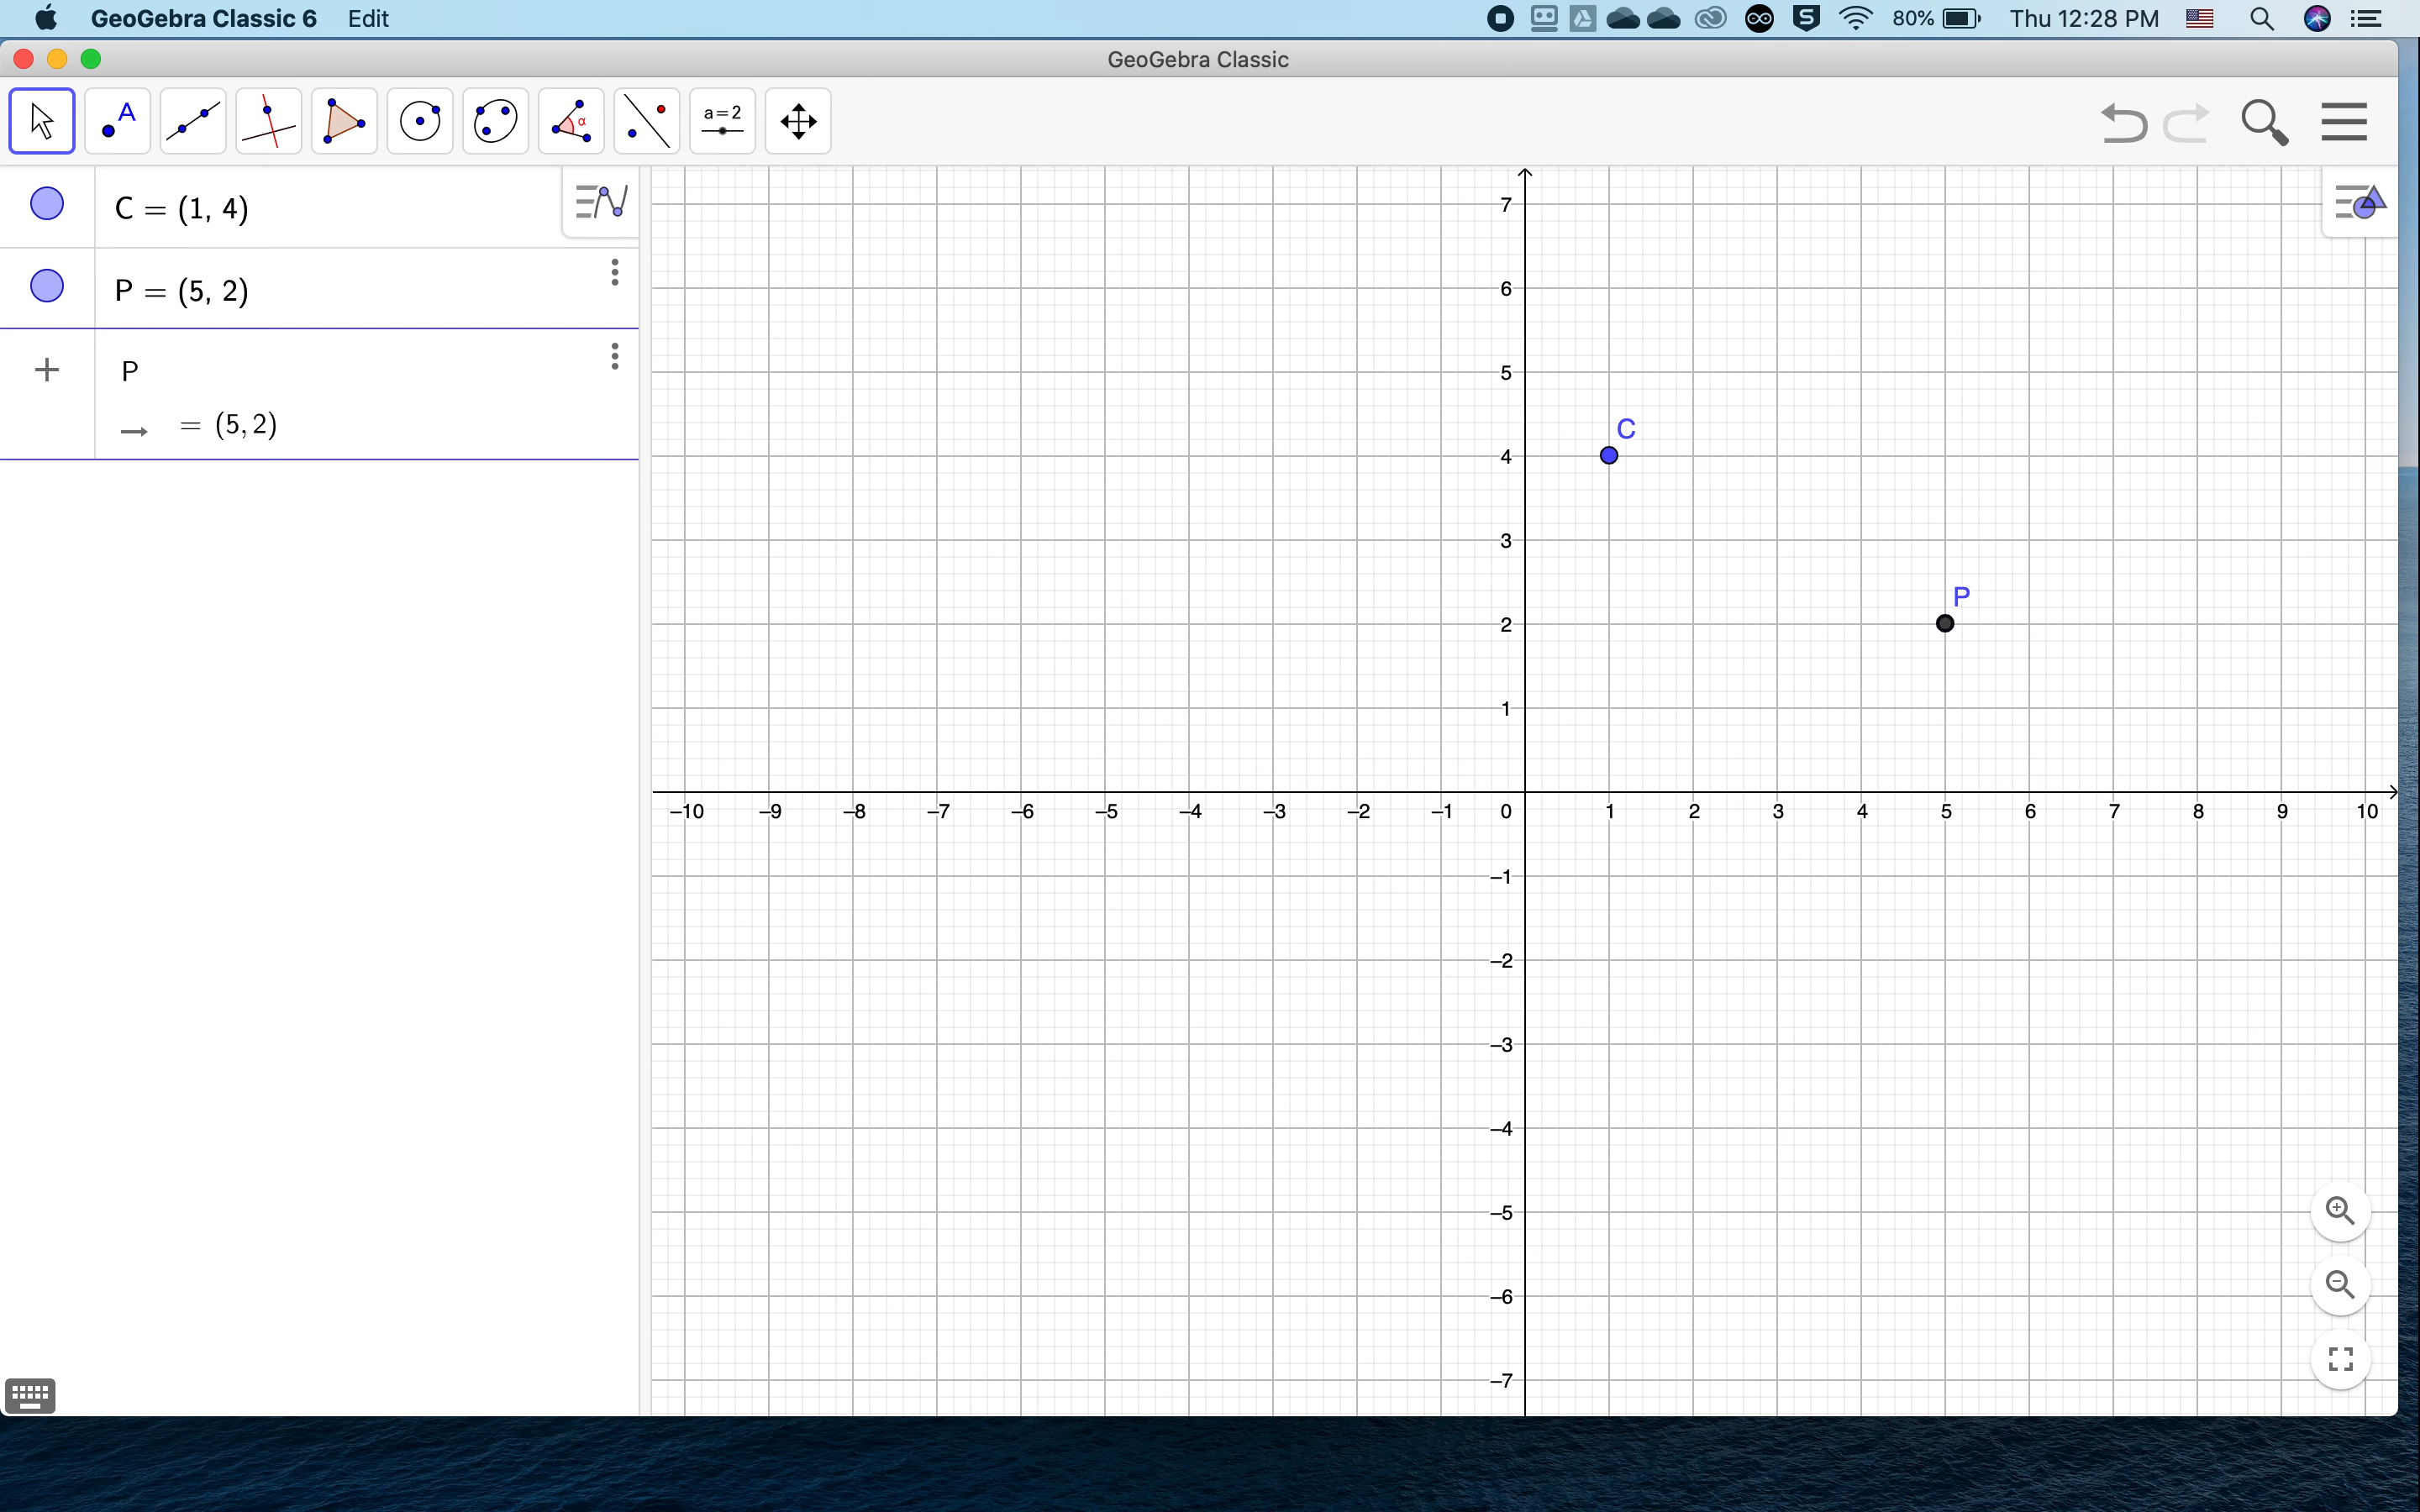 GeoGebra Classic 6 Edit 80% Thu 12:28 PM
GeoGebra Classic
A α a=2
C = (1, 4)
P = (5, 2)
P
→ = (5, 2)
7
6
5
C
4
3
P
2
1
–10 –9 –8 –7 –6 –5 –4 –3 –2 –1 0 1 2 3 4 5 6 7 8 9 10
–1
–2
–3
–4
–5
–6
–7